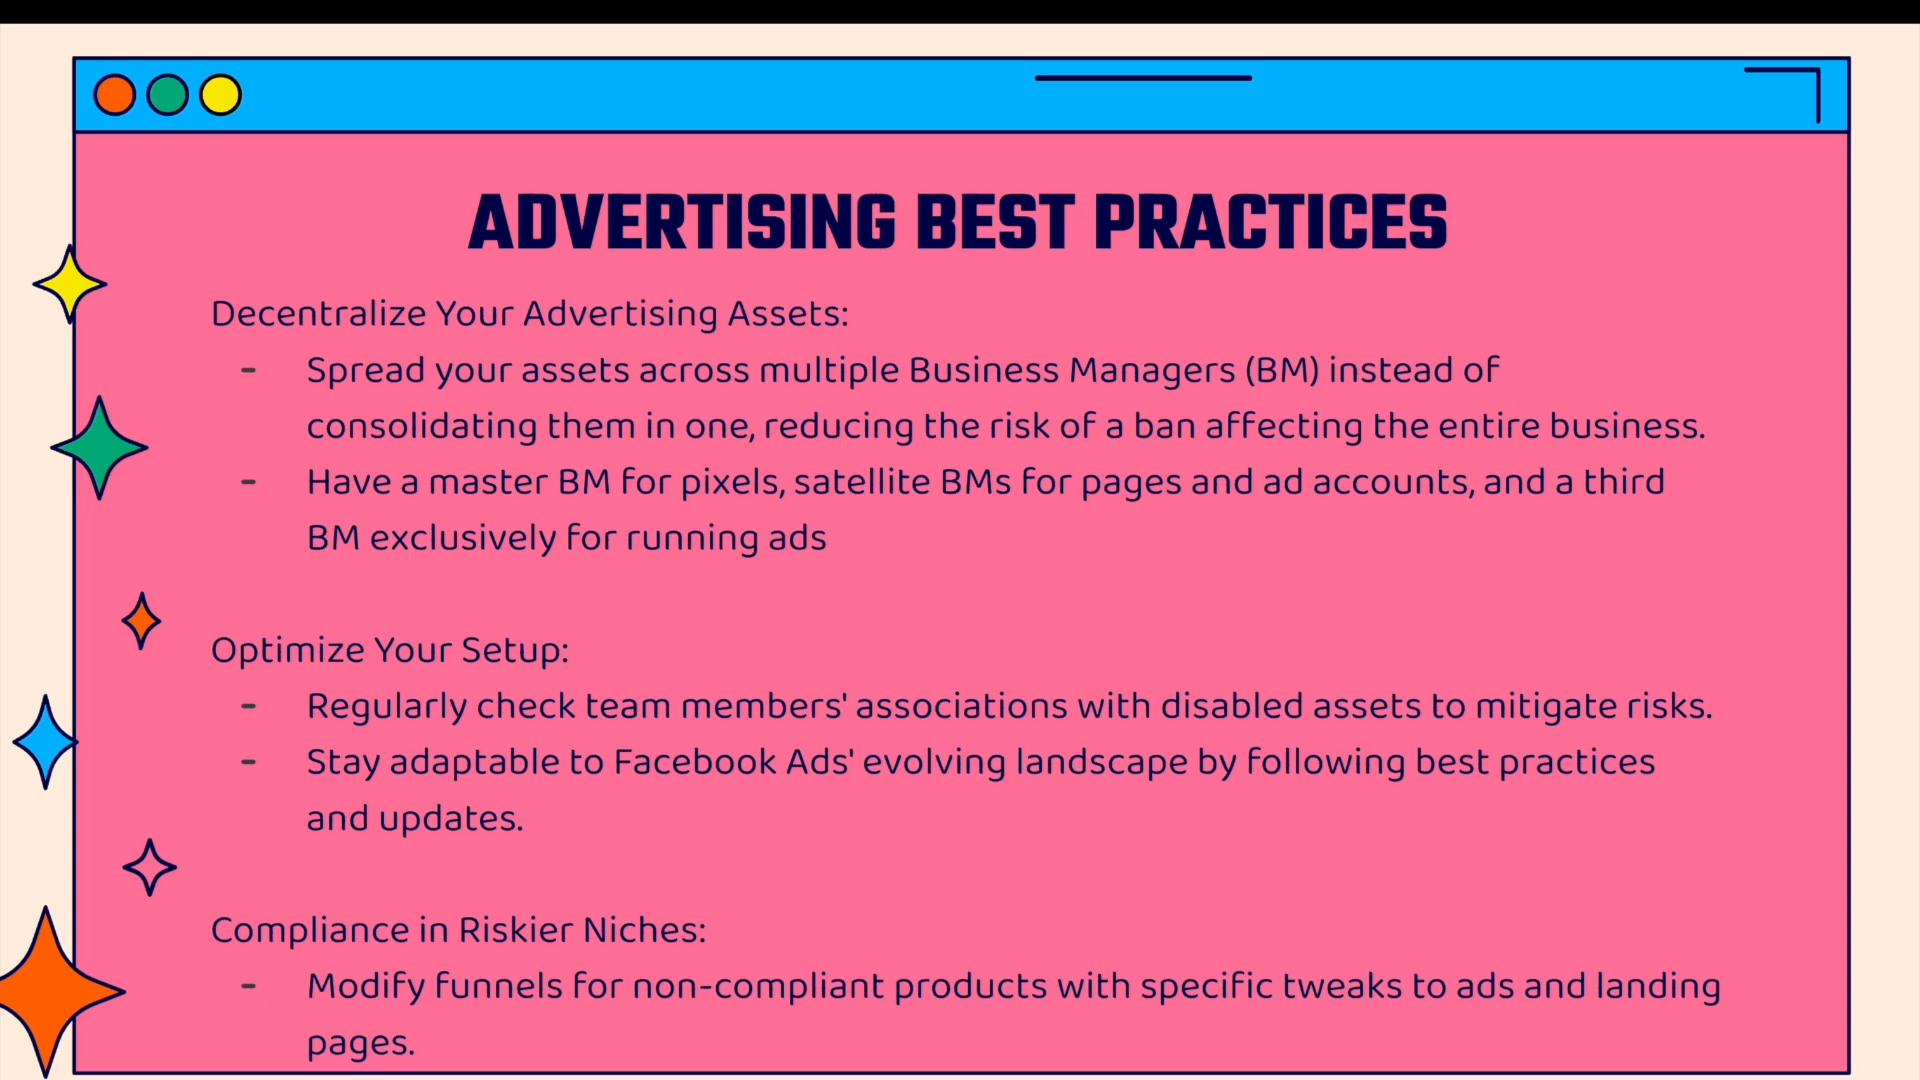 ADVERTISING BEST PRACTICES
Decentralize Your Advertising Assets:
- Spread your assets across multiple Business Managers (BM) instead of
consolidating them in one, reducing the risk of a ban affecting the entire business.
- Have a master BM for pixels, satellite BMs for pages and ad accounts, and a third
BM exclusively for running ads
Optimize Your Setup:
- Regularly check team members' associations with disabled assets to mitigate risks.
- Stay adaptable to Facebook Ads' evolving landscape by following best practices
and updates.
Compliance in Riskier Niches:
- Modify funnels for non-compliant products with specific tweaks to ads and landing
pages.